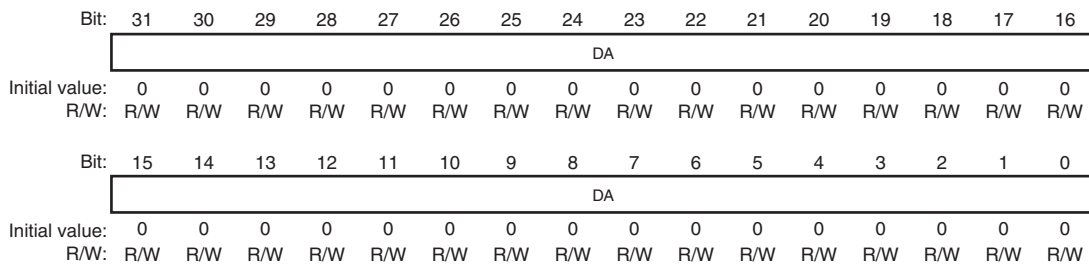 Bit: 31 30 29 28 27 26 25 24 23 22 21 20 19 18 17 16
DA
Initial value: 0 0 0 0 0 0 0 0 0 0 0 0 0 0 0 0
R/W: R/W R/W R/W R/W R/W R/W R/W R/W R/W R/W R/W R/W R/W R/W R/W R/W
Bit: 15 14 13 12 11 10 9 8 7 6 5 4 3 2 1 0
DA
Initial value: 0 0 0 0 0 0 0 0 0 0 0 0 0 0 0 0
R/W: R/W R/W R/W R/W R/W R/W R/W R/W R/W R/W R/W R/W R/W R/W R/W R/W